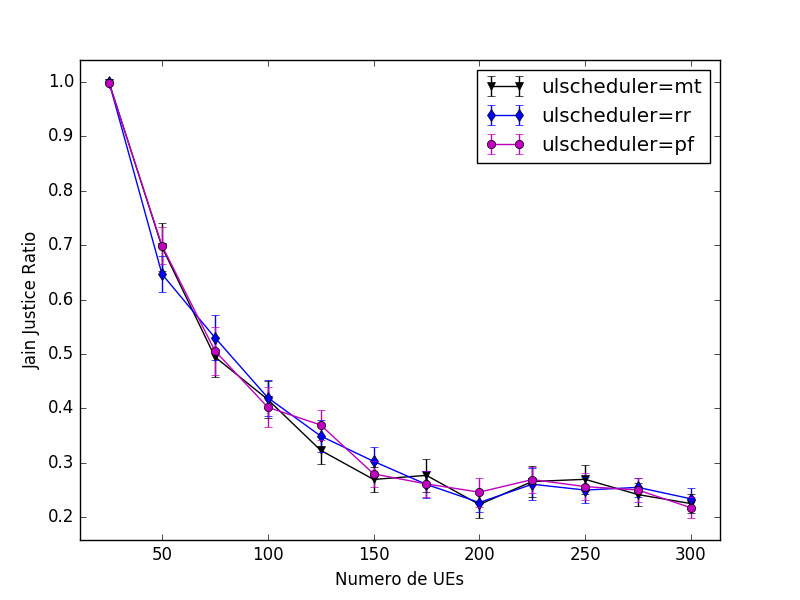 1.0
0.9
0.8
0.7
0.6
0.5
0.4
0.3
0.2
Jain Justice Ratio
ulscheduler=mt
ulscheduler=rr
ulscheduler=pf
50 100 150 200 250 300
Numero de UEs